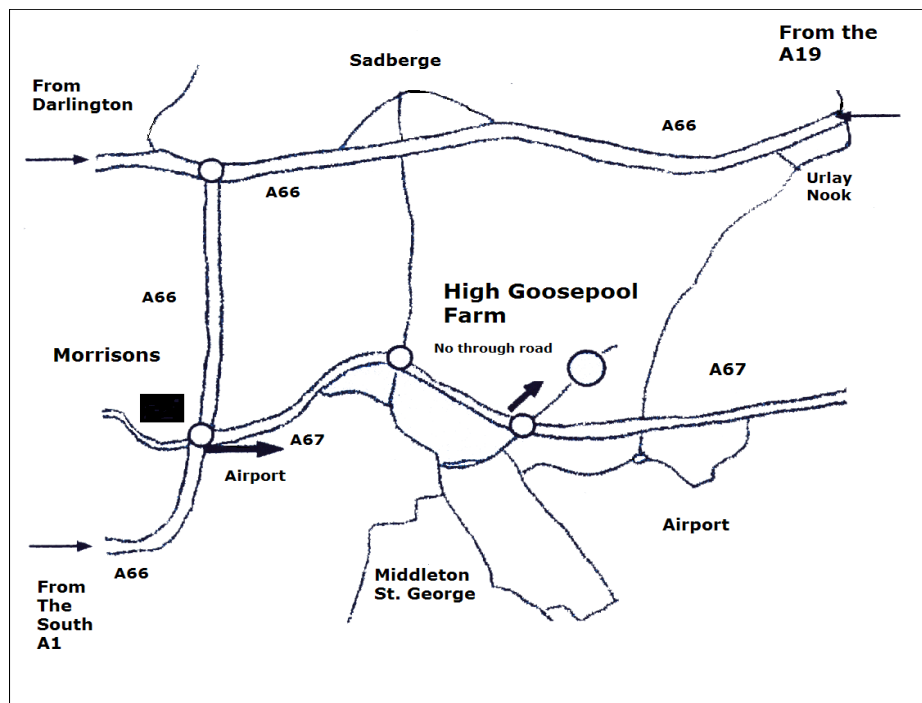 From the
A19
Sadberge
From
Darlington
A66
A66
Urlay
Nook
A66
High Goosepool
Farm
No through road
Morrisons
A67
A67
Airport
Airport
A66
From
The
South
A1
Middleton
St. George